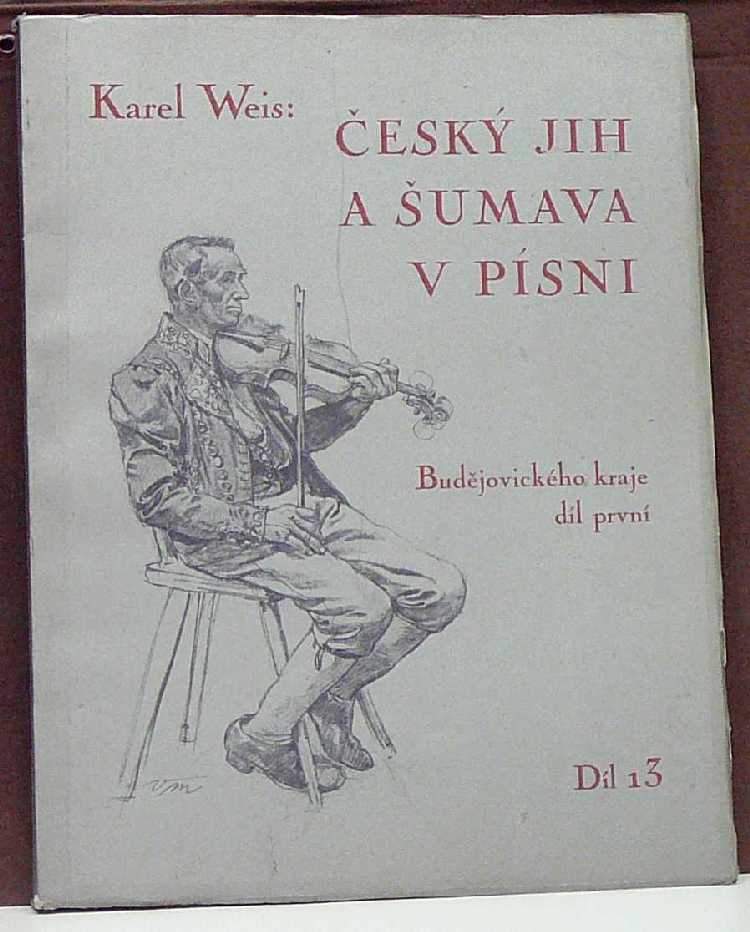 Karel Weis:
ČESKÝ JIH
A ŠUMAVA
V PÍSNI
Budějovického kraje
díl první
Díl 13